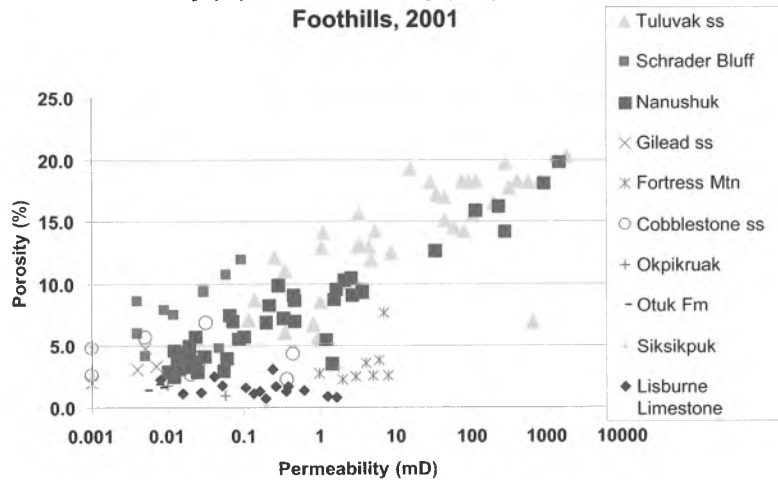 Foothills, 2001
Tuluvak ss
Schrader Bluff
Nanushuk
Gilead ss
Fortress Mtn
Cobblestone ss
Okpikruak
Otuk Fm
Siksikpuk
Lisburne
Limestone
Porosity (%)
25.0
20.0
15.0
10.0
5.0
0.0
0.001 0.01 0.1 1 10 100 1000 10000
Permeability (mD)